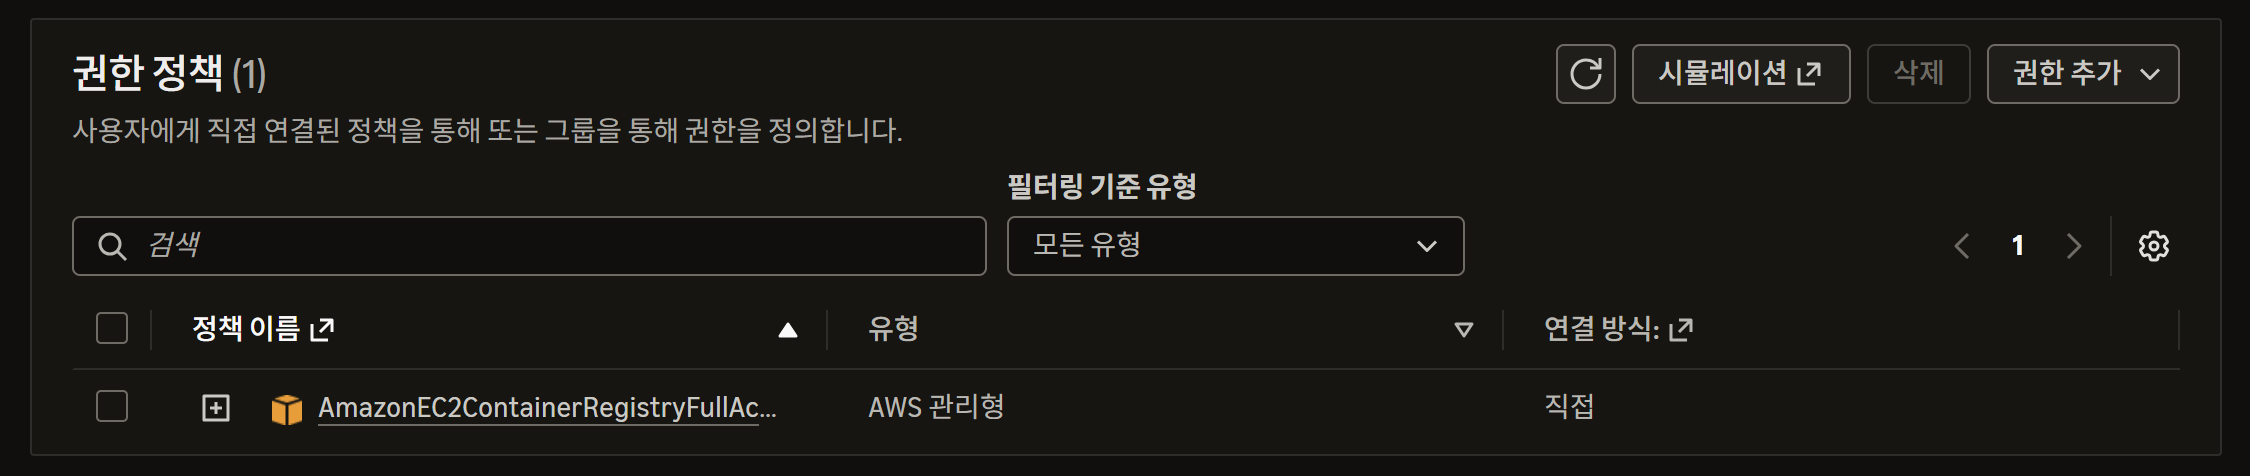 권한 정책 (1)
시뮬레이션
삭제
권한 추가
사용자에게 직접 연결된 정책을 통해 또는 그룹을 통해 권한을 정의합니다.
필터링 기준 유형
검색
모든 유형
1
정책 이름
유형
연결 방식:
AmazonEC2ContainerRegistryFullAc...
AWS 관리형
직접